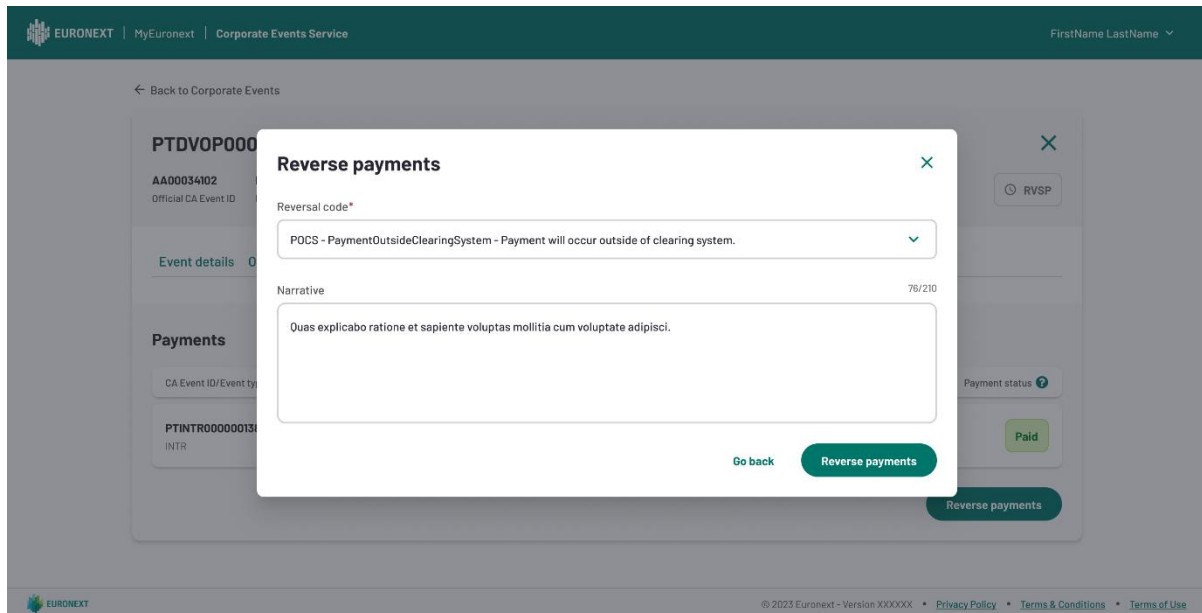 EURONEXT | MyEuronext | Corporate Events Service FirstName LastName
← Back to Corporate Events
PTDVOP000
AA00034102
Official CA Event ID
RVSP
Event details
Payments
CA Event ID/Event
Payment status ?
PTINTR00000013
INTR
Paid
Reverse payments
Reverse payments
Reversal code*
POCS - PaymentOutsideClearingSystem - Payment will occur outside of clearing system.
Narrative 76/210
Quas explicabo ratione et sapiente voluptas mollitia cum voluptate adipisci.
Go back Reverse payments
EURONEXT © 2023 Euronext - Version XXXXXX • Privacy Policy • Terms & Conditions • Terms of Use